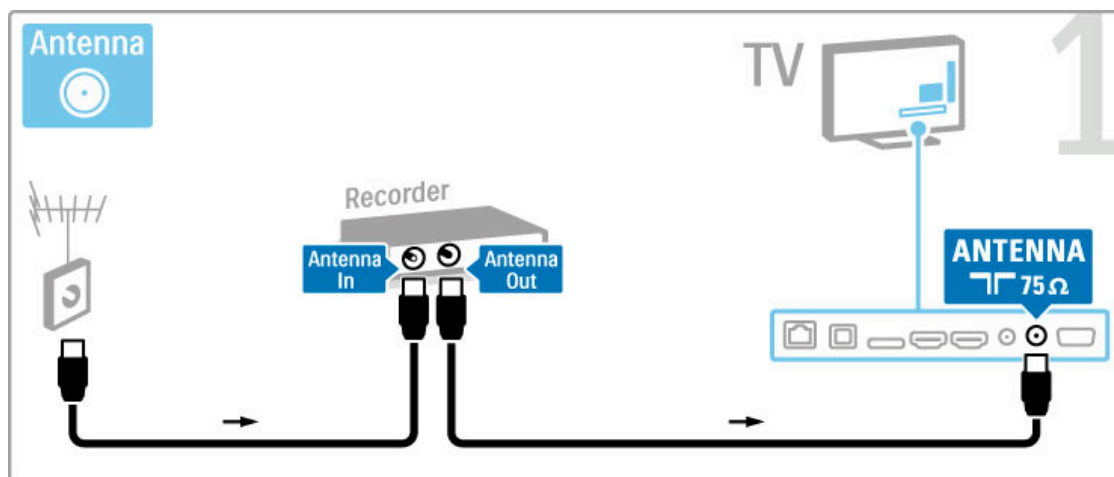 Antenna
TV
1
Recorder
Antenna
In
Antenna
Out
ANTENNA
75 Ω